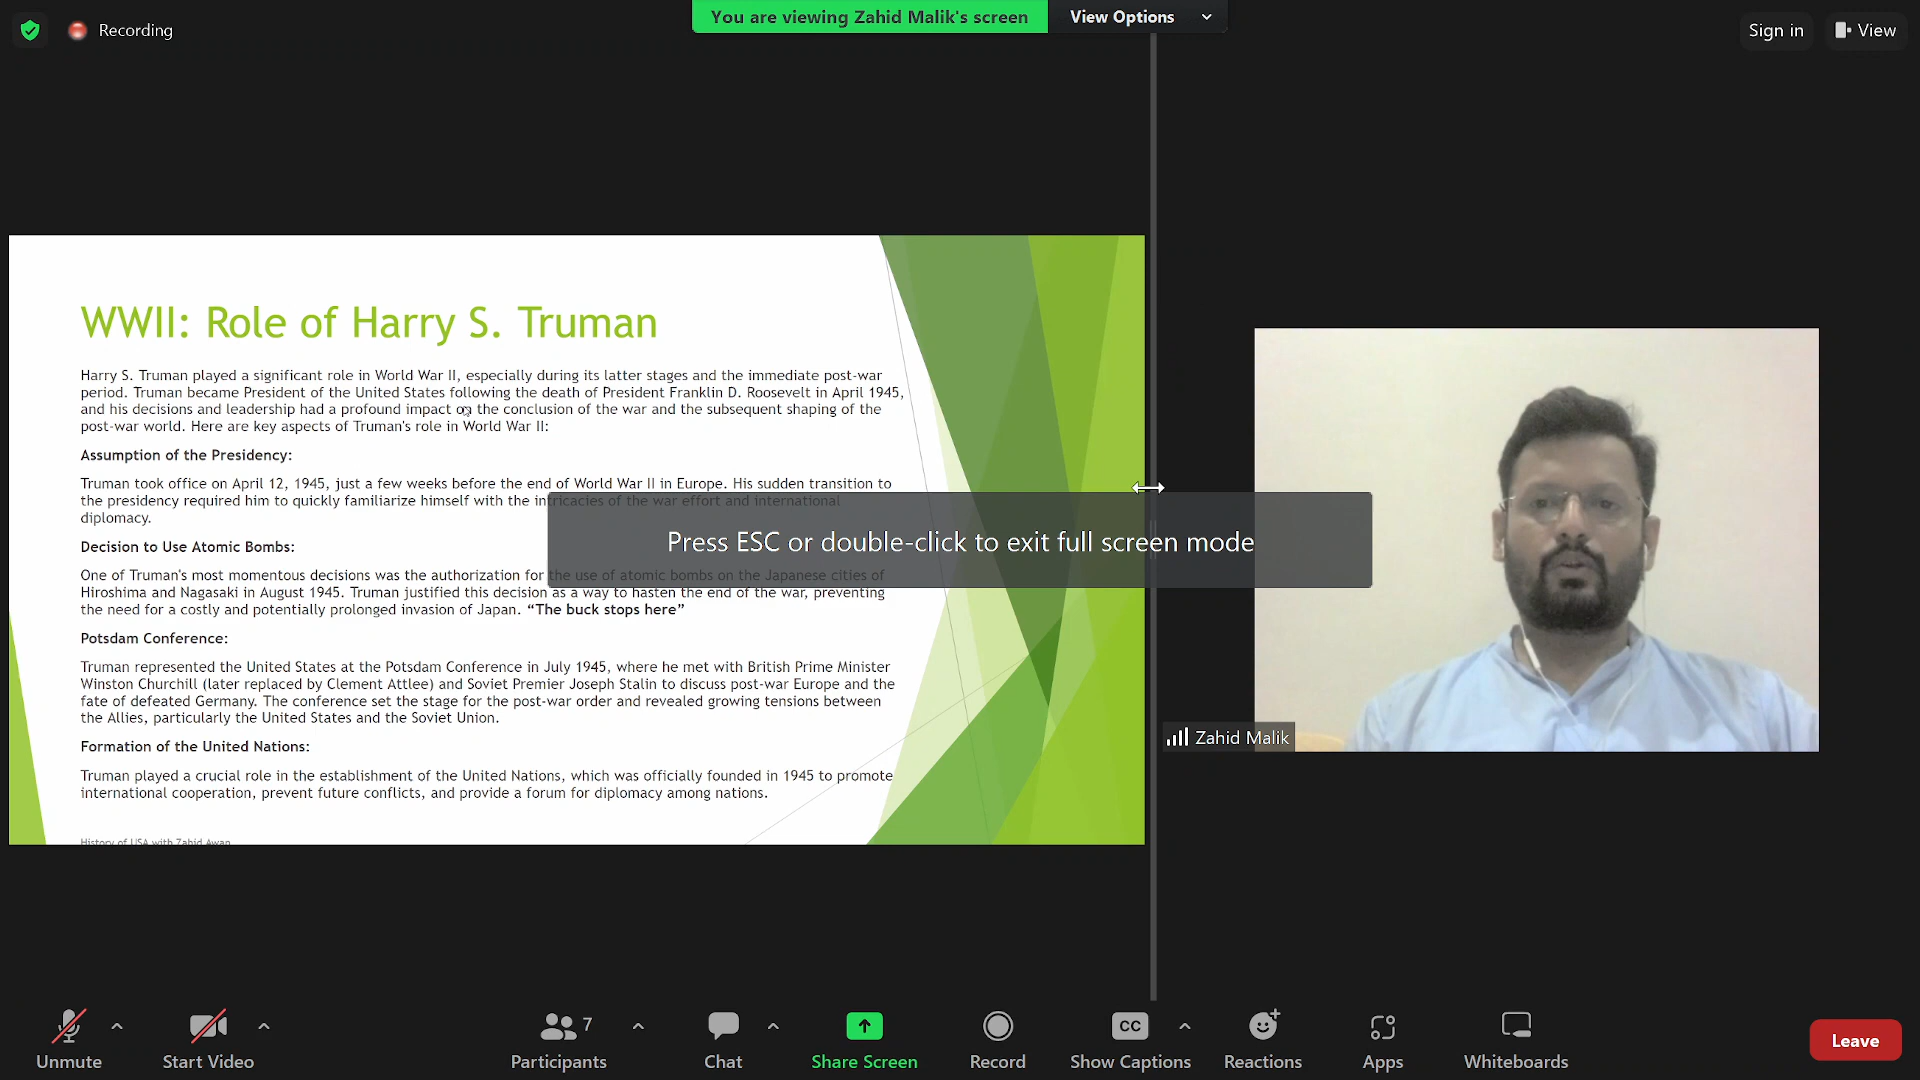 Recording
You are viewing Zahid Malik's screen
View Options
Sign in
View
WWII: Role of Harry S. Truman
Harry S. Truman played a significant role in World War II, especially during its latter stages and the immediate post-war
period. Truman became President of the United States following the death of President Franklin D. Roosevelt in April 1945,
and his decisions and leadership had a profound impact on the conclusion of the war and the subsequent shaping of the
post-war world. Here are key aspects of Truman's role in World War II:
Assumption of the Presidency:
Truman took office on April 12, 1945, just a few weeks before the end of World War II in Europe. His sudden transition to
the presidency required him to quickly familiarize himself with the intricacies of the war effort and international
diplomacy.
Press ESC or double-click to exit full screen mode
Decision to Use Atomic Bombs:
One of Truman's most momentous decisions was the authorization for the use of atomic bombs on the Japanese cities of
Hiroshima and Nagasaki in August 1945. Truman justified this decision as a way to hasten the end of the war, preventing
the need for a costly and potentially prolonged invasion of Japan. “The buck stops here”
Potsdam Conference:
Truman represented the United States at the Potsdam Conference in July 1945, where he met with British Prime Minister
Winston Churchill (later replaced by Clement Attlee) and Soviet Premier Joseph Stalin to discuss post-war Europe and the
fate of defeated Germany. The conference set the stage for the post-war order and revealed growing tensions between
the Allies, particularly the United States and the Soviet Union.
Formation of the United Nations:
Truman played a crucial role in the establishment of the United Nations, which was officially founded in 1945 to promote
international cooperation, prevent future conflicts, and provide a forum for diplomacy among nations.
History of USA with Zahid Awan
Zahid Malik
Unmute
Start Video
7
Participants
Chat
Share Screen
Record
CC
Show Captions
Reactions
Apps
Whiteboards
Leave